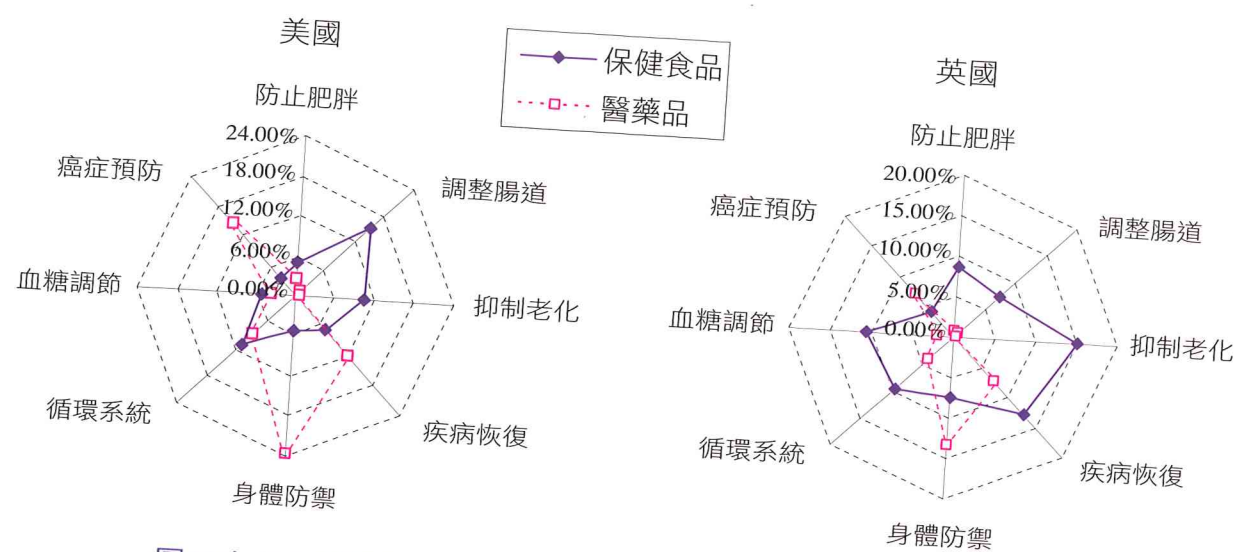 美國
防止肥胖
24.00%
18.00%
12.00%
6.00%
0.00%
調整腸道
抑制老化
疾病恢復
身體防禦
循環系統
血糖調節
癌症預防
保健食品
醫藥品
英國
防止肥胖
20.00%
15.00%
10.00%
5.00%
0.00%
調整腸道
抑制老化
疾病恢復
身體防禦
循環系統
血糖調節
癌症預防